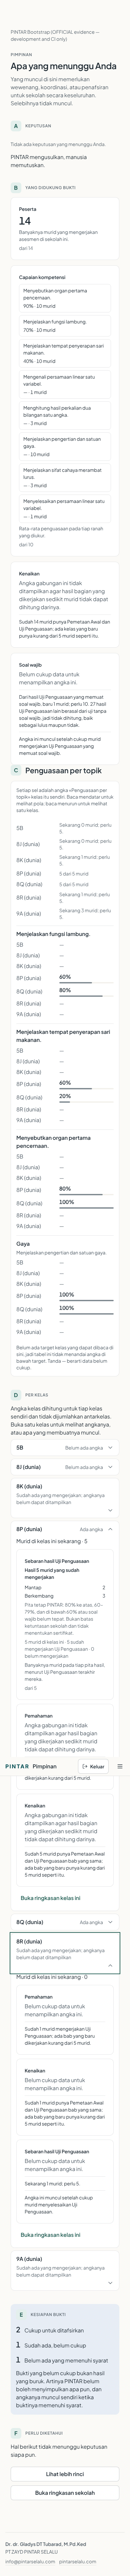 PINTAR Bootstrap (OFFICIAL evidence —
development and CI only)
PIMPINAN
Apa yang menunggu Anda
Yang muncul di sini memerlukan
wewenang, koordinasi, atau penafsiran
untuk sekolah secara keseluruhan.
Selebihnya tidak muncul.
A KEPUTUSAN
Tidak ada keputusan yang menunggu Anda.
PINTAR mengusulkan, manusia
memutuskan.
B YANG DIDUKUNG BUKTI
Peserta
14
Banyaknya murid yang mengerjakan
asesmen di sekolah ini.
dari 14
Capaian kompetensi
Menyebutkan organ pertama
pencernaan.
90% · 10 murid
Menjelaskan fungsi lambung.
70% · 10 murid
Menjelaskan tempat penyerapan sari
makanan.
40% · 10 murid
Mengenali persamaan linear satu
variabel.
— · 1 murid
Menghitung hasil perkalian dua
bilangan satu angka.
— · 3 murid
Menjelaskan pengertian dan satuan
gaya.
— · 10 murid
Menjelaskan sifat cahaya merambat
lurus.
— · 3 murid
Menyelesaikan persamaan linear satu
variabel
— · 1 murid
Rata-rata penguasaan pada tiap ranah
yang diukur.
dari 10
Kenaikan
Angka gabungan ini tidak
ditampilkan agar hasil bagian yang
disembunyikan sedikit murid tidak dapat
dihitung darinya.
Sudah 14 murid punya Pemetaan Awal dan
Uji Penguasaan; ada kelas yang baru
punya kurang dari 5 murid seperti itu.
Soal wajib
Belum cukup data untuk
menampilkan angka ini.
Dari hasil Uji Penguasaan yang memuat
soal wajib, baru 1 murid; perlu 10. 27 hasil
Uji Penguasaan lain berasal dari uji tanpa
soal wajib, jadi tidak dihitung, baik
sebagai lulus maupun tidak.
Angka ini muncul setelah cukup murid
mengerjakan Uji Penguasaan yang
memuat soal wajib.
C Penguasaan per topik
Setiap sel adalah angka «Penguasaan per
topik» kelas itu sendiri. Baca mendatar untuk
melihat pola; baca menurun untuk melihat
satu kelas.
5B Sekarang 0 murid; perlu
5.
8J (dunia) Sekarang 0 murid; perlu
5.
8K (dunia) Sekarang 1 murid; perlu
5.
8P (dunia) 5 dari 5 murid
8Q (dunia) 5 dari 5 murid
8R (dunia) Sekarang 1 murid; perlu
5.
9A (dunia) Sekarang 3 murid; perlu
5.
Menjelaskan fungsi lambung.
5B —
8J (dunia) —
8K (dunia) —
8P (dunia) 60%
8Q (dunia) 80%
8R (dunia) —
9A (dunia) —
Menjelaskan tempat penyerapan sari
makanan.
5B —
8J (dunia) —
8K (dunia) —
8P (dunia) 60%
8Q (dunia) 20%
8R (dunia) —
9A (dunia) —
Menyebutkan organ pertama
pencernaan.
5B —
8J (dunia) —
8K (dunia) —
8P (dunia) 80%
8Q (dunia) 100%
8R (dunia) —
9A (dunia) —
Gaya
Menjelaskan pengertian dan satuan gaya.
5B —
8J (dunia) —
8K (dunia) —
8P (dunia) 100%
8Q (dunia) 100%
8R (dunia) —
9A (dunia) —
Belum ada target kelas yang dapat dibaca di
sini, jadi tabel ini tidak menandai angka di
bawah target. Tanda — berarti data belum
cukup.
D PER KELAS
Angka kelas dihitung untuk tiap kelas
sendiri, dan urutannya tidak antarkelas.
Buka satu kelas untuk melihat angkanya,
atau apa yang belum membuatnya muncul.
5B Belum ada angka
8J (dunia) Belum ada angka
8K (dunia)
Sudah ada yang mengerjakan; angkanya
belum dapat ditampilkan
8P (dunia) Ada angka
Murid di kelas ini sekarang · 5
Sebaran hasil Uji Penguasaan
Hasil 5 murid yang sudah
mengerjakan
Mantap 2
Berkembang 3
Pita tetap PINTAR: 80% ke atas, 60–
79%, dan di bawah 60% atau soal
wajib belum tepat. Bukan batas
ketuntasan sekolah dan tidak
menentukan sertifikat.
5 murid di kelas ini · 5 sudah
mengerjakan Uji Penguasaan · 0
belum mengerjakan
Banyaknya murid pada tiap pita hasil,
menurut Uji Penguasaan terakhir
mereka.
dari 5
Pemahaman
Angka gabungan ini tidak
ditampilkan agar hasil bagian
yang dikerjakan sedikit murid
tidak dapat dihitung darinya.
PINTAR Pimpinan Keluar
dikerjakan kurang dari 5 murid.
Kenaikan
Angka gabungan ini tidak
ditampilkan agar hasil bagian
yang dikerjakan sedikit murid
tidak dapat dihitung darinya.
Sudah 5 murid punya Pemetaan Awal
dan Uji Penguasaan bab yang sama;
ada bab yang baru punya kurang dari
5 murid seperti itu.
Buka ringkasan kelas ini
8Q (dunia) Ada angka
8R (dunia)
Sudah ada yang mengerjakan; angkanya
belum dapat ditampilkan
Murid di kelas ini sekarang · 0
Pemahaman
Belum cukup data untuk
menampilkan angka ini.
Sudah 1 murid mengerjakan Uji
Penguasaan; ada bab yang baru
dikerjakan kurang dari 5 murid.
Kenaikan
Belum cukup data untuk
menampilkan angka ini.
Sudah 1 murid punya Pemetaan Awal
dan Uji Penguasaan bab yang sama;
ada bab yang baru punya kurang dari
5 murid seperti itu.
Sebaran hasil Uji Penguasaan
Belum cukup data untuk
menampilkan angka ini.
Sekarang 1 murid; perlu 5.
Angka ini muncul setelah cukup
murid menyelesaikan Uji
Penguasaan.
Buka ringkasan kelas ini
9A (dunia)
Sudah ada yang mengerjakan; angkanya
belum dapat ditampilkan
E KESIAPAN BUKTI
2 Cukup untuk ditafsirkan
1 Sudah ada, belum cukup
1 Belum ada yang memenuhi syarat
Bukti yang belum cukup bukan hasil
yang buruk. Artinya PINTAR belum
boleh menyimpulkan apa pun, dan
angkanya muncul sendiri ketika
buktinya memenuhi syarat.
F PERLU DIKETAHUI
Hal berikut tidak menunggu keputusan
siapa pun.
Lihat lebih rinci
Buka ringkasan sekolah
Dr. dr. Gladys DT Tubarad, M.Pd.Ked
PT ZAYD PINTAR SELALU
info@pintarselalu.com pintarselalu.com